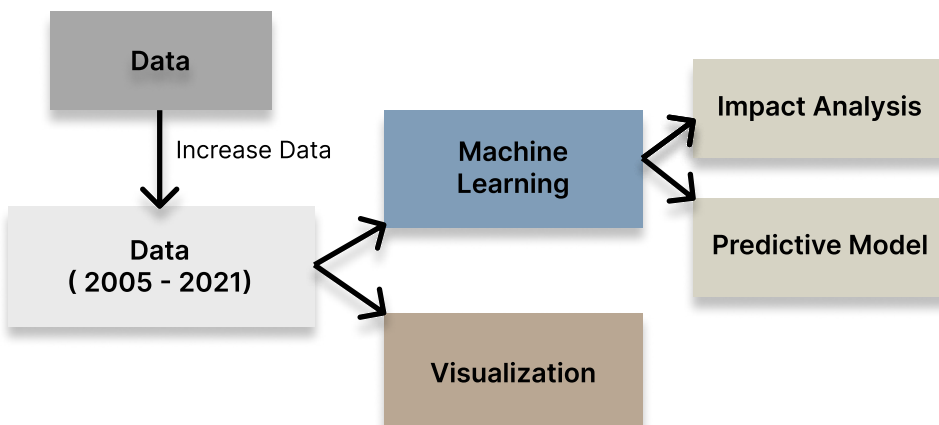 Data
Increase Data
Data
( 2005 - 2021)
Machine
Learning
Visualization
Impact Analysis
Predictive Model